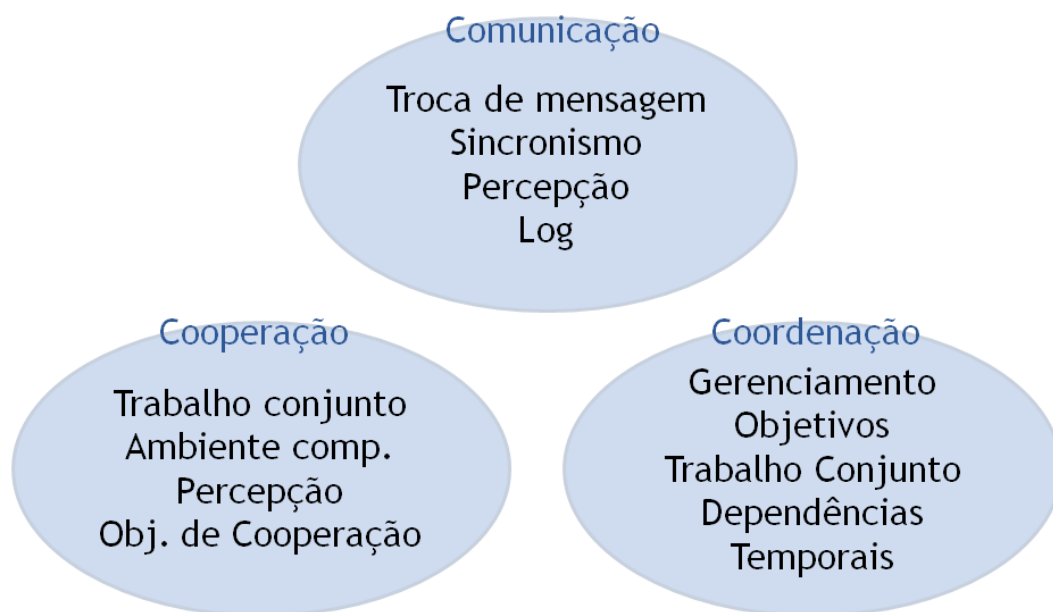 Comunicação
Troca de mensagem
Sincronismo
Percepção
Log
Cooperação
Trabalho conjunto
Ambiente comp.
Percepção
Obj. de Cooperação
Coordenação
Gerenciamento
Objetivos
Trabalho Conjunto
Dependências
Temporais